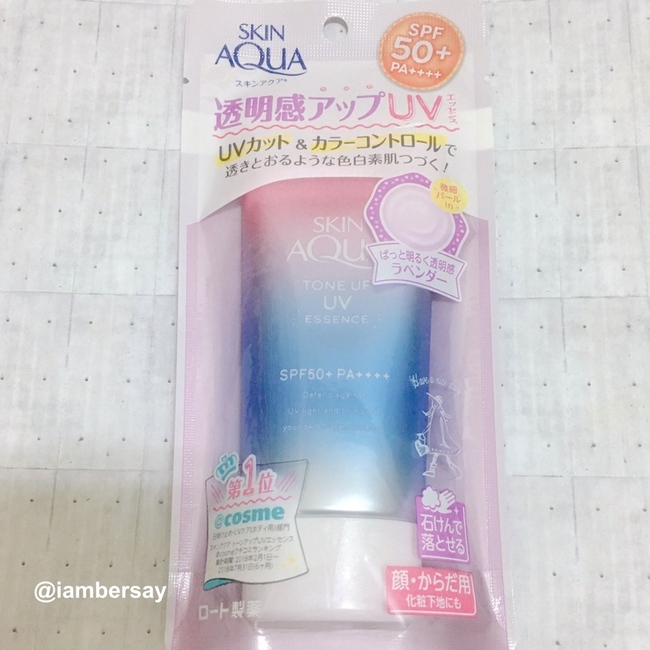 SKIN
AQUA
スキンアクア
SPF
50+
PA++++
透明感アップUV
エッセンス
UVカット & カラーコントロールで
透きとおるような色白素肌つづく!
微細
パール
in
ぱっと明るく透明感
ラベンダー
SKIN
AQUA
TONE UP
UV
ESSENCE
SPF50+ PA++++
UV light and
第1位
@cosme
石けんで
落とせる
顔・からだ用
化粧下地にも
ロート製薬
@iambersay